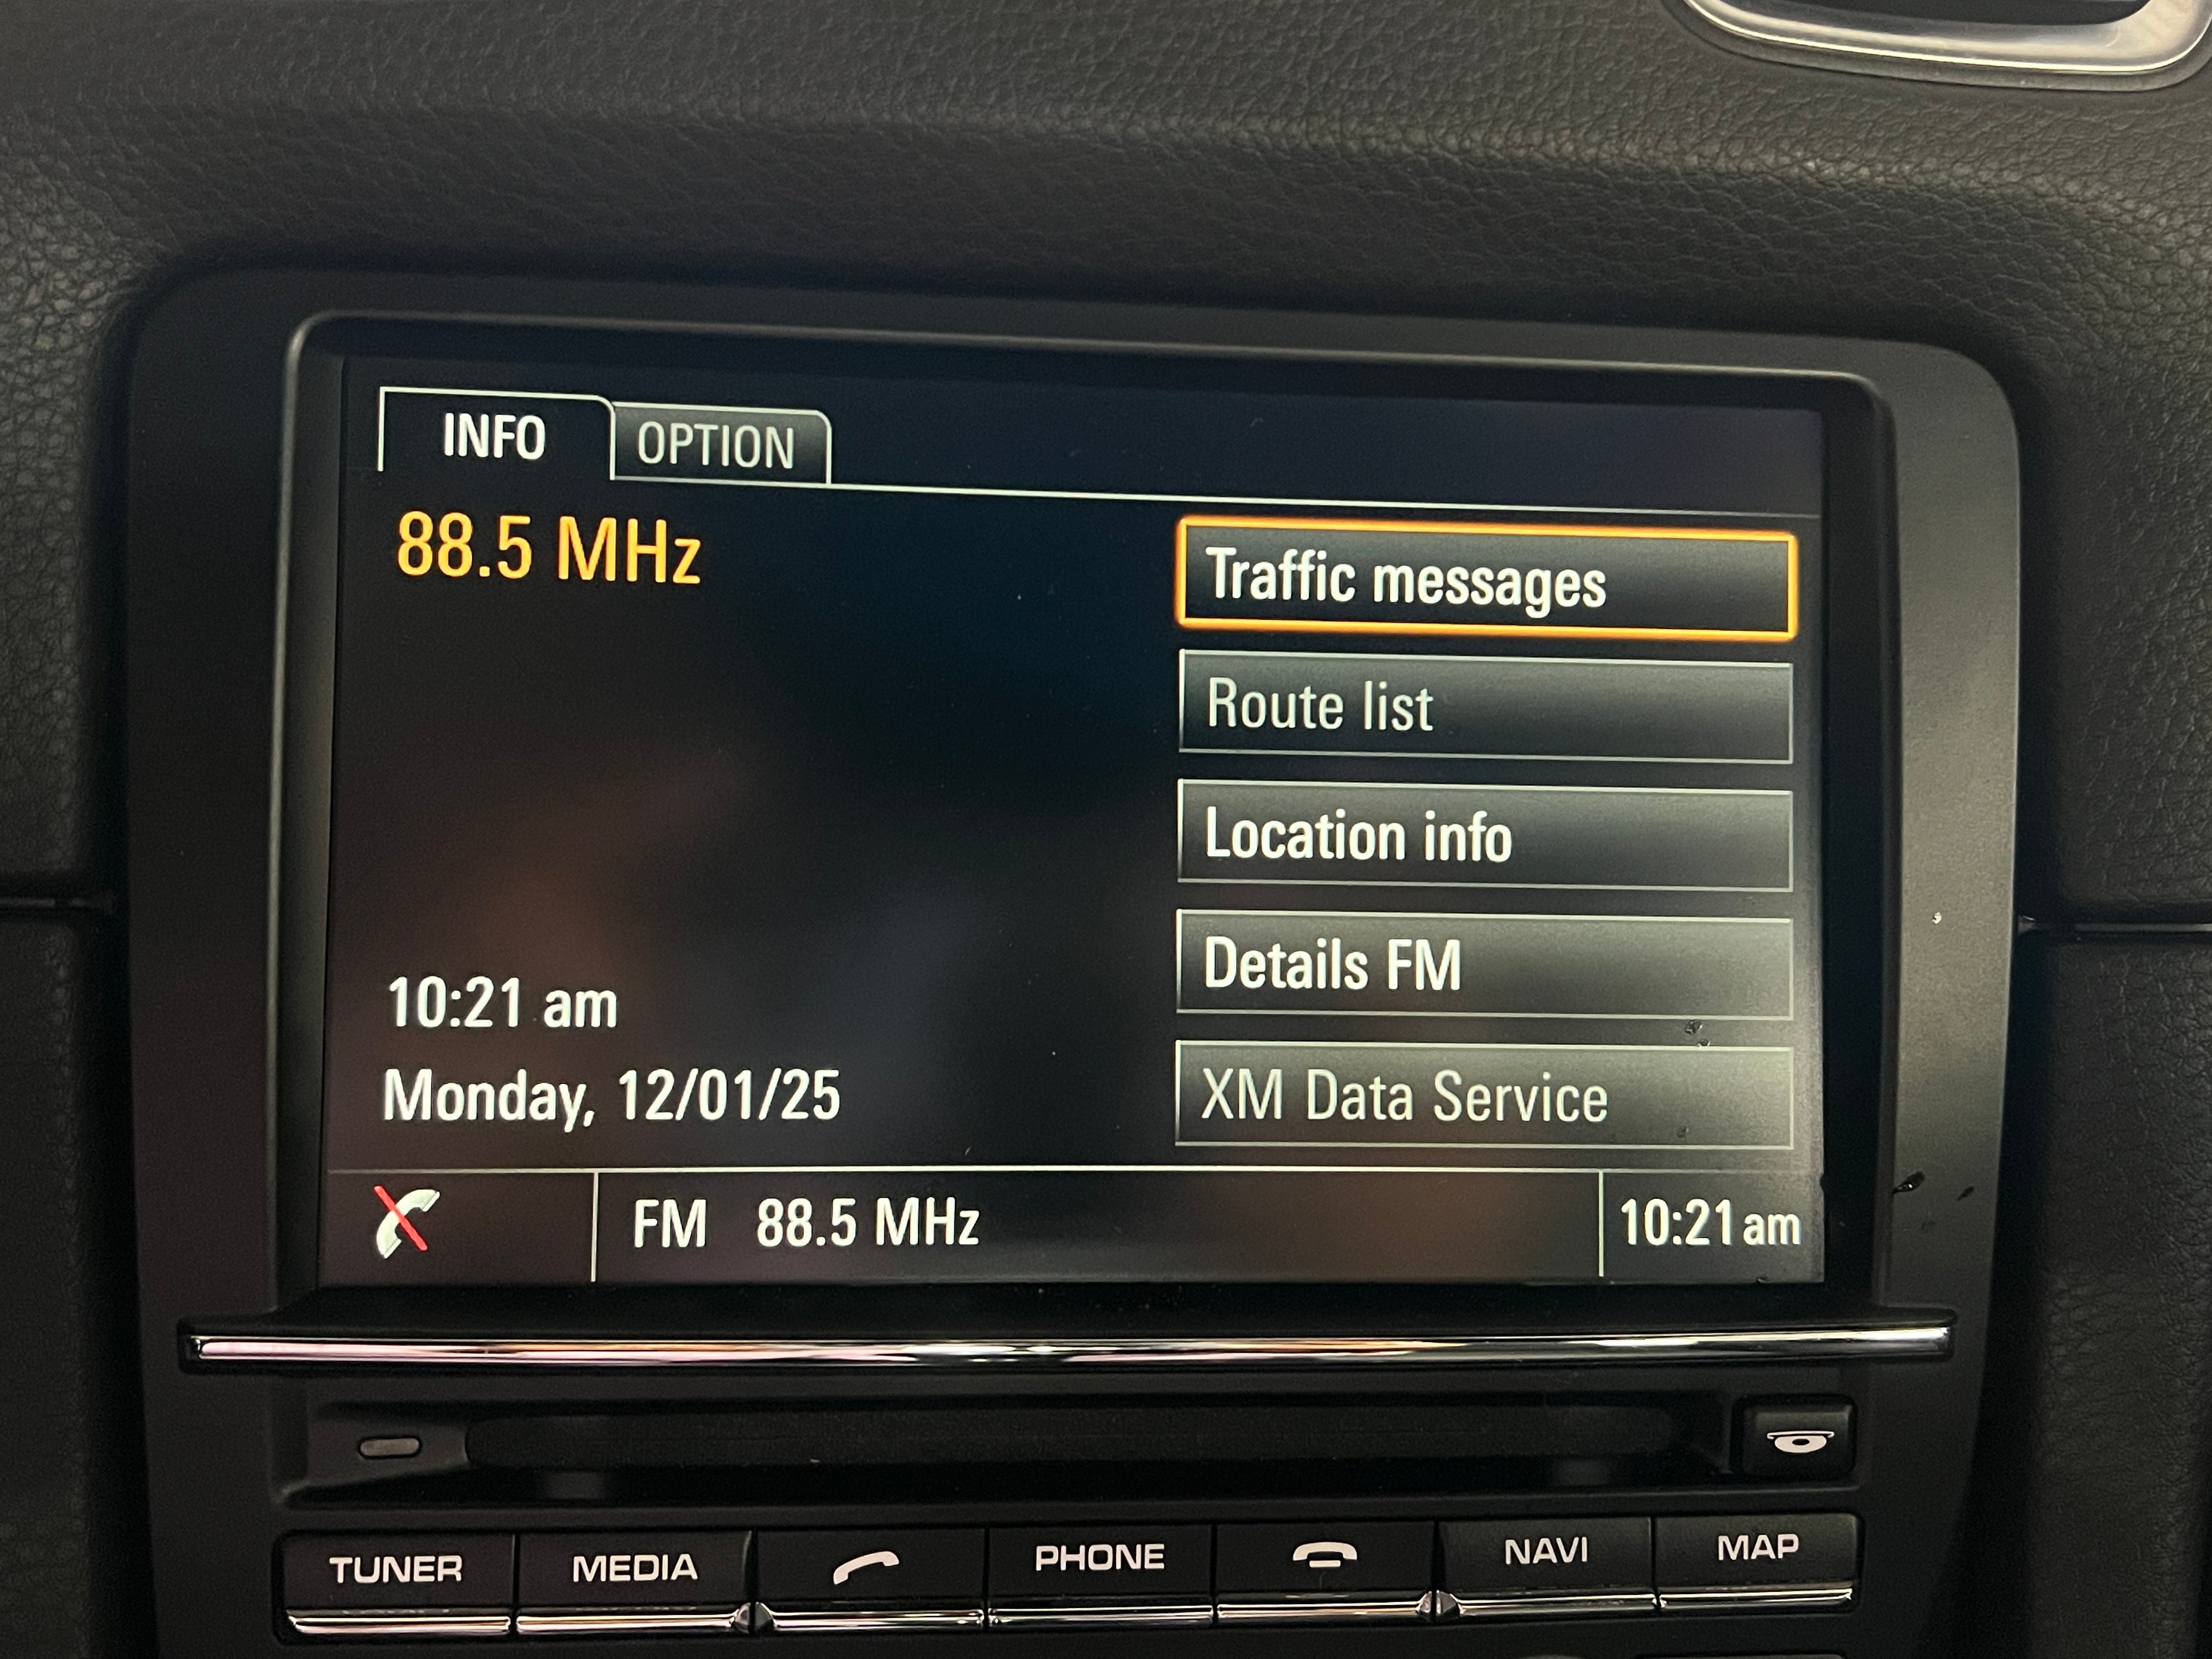 INFO
OPTION
88.5 MHz
Traffic messages
Route list
Location info
Details FM
XM Data Service
10:21 am
Monday, 12/01/25
FM 88.5 MHz
10:21 am
TUNER
MEDIA
PHONE
NAVI
MAP